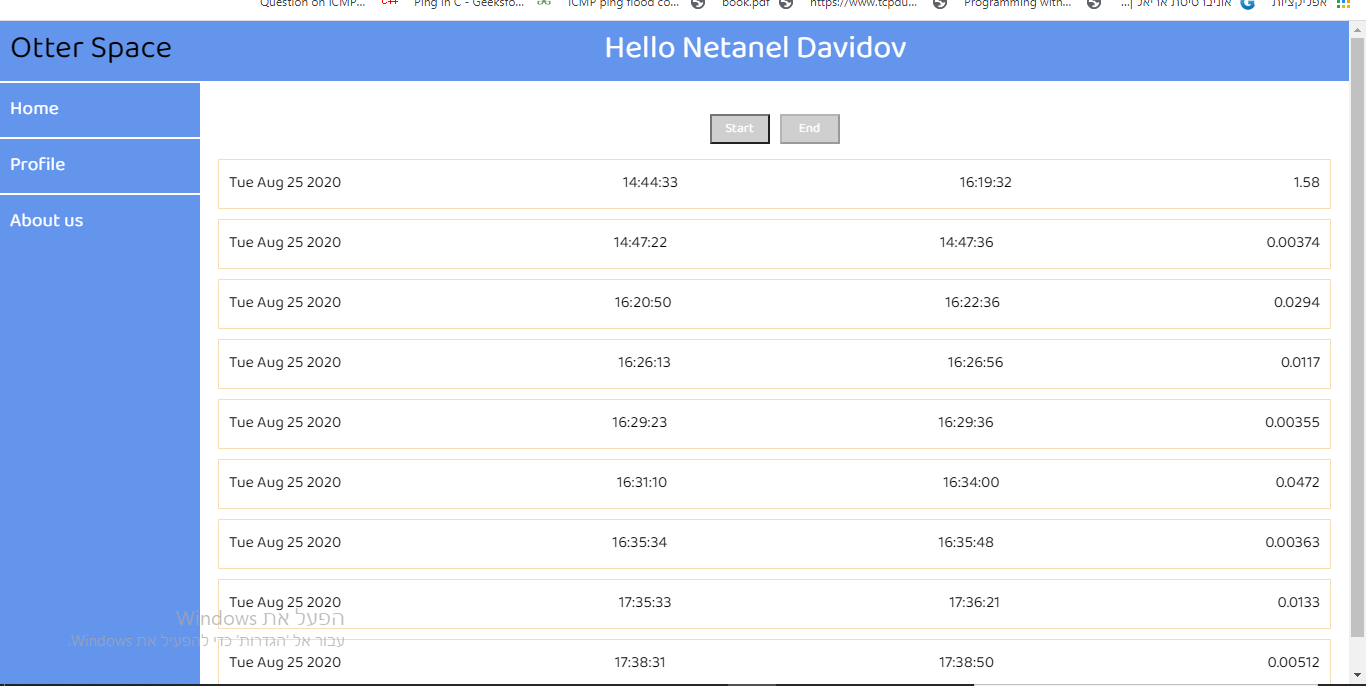 Question on ICMP... Ping in C - Geeksfo... ICMP ping flood co... book.pdf https://www.tcpdu... Programming with... אוניברסיטת אריאל |... אפליקציות
Otter Space Hello Netanel Davidov
Home
Profile
About us
Start End
Tue Aug 25 2020 14:44:33 16:19:32 1.58
Tue Aug 25 2020 14:47:22 14:47:36 0.00374
Tue Aug 25 2020 16:20:50 16:22:36 0.0294
Tue Aug 25 2020 16:26:13 16:26:56 0.0117
Tue Aug 25 2020 16:29:23 16:29:36 0.00355
Tue Aug 25 2020 16:31:10 16:34:00 0.0472
Tue Aug 25 2020 16:35:34 16:35:48 0.00363
Tue Aug 25 2020 17:35:33 17:36:21 0.0133
הפעל את Windows
עבור אל 'הגדרות' כדי להפעיל את Windows.
Tue Aug 25 2020 17:38:31 17:38:50 0.00512